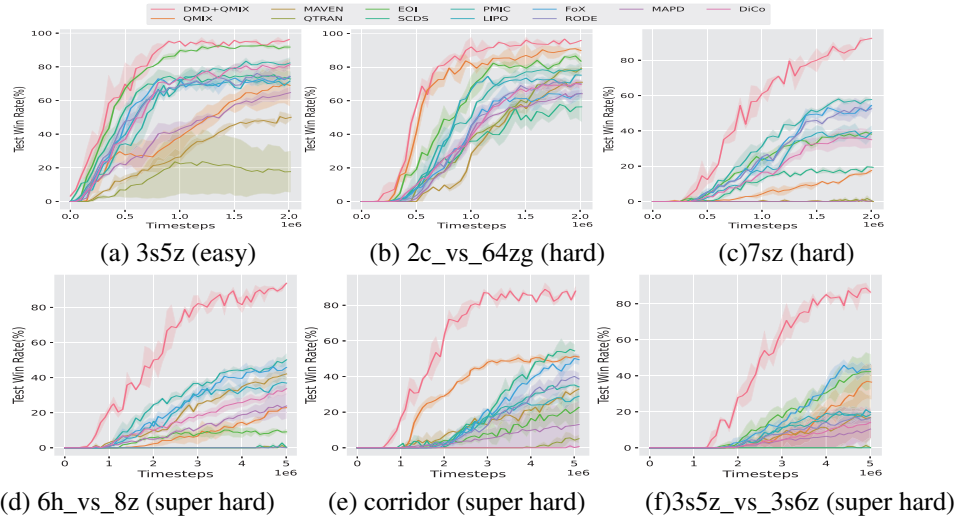 DMD+QMIX MAVEN EOI PMIC FoX MAPD DiCo
QMIX QTRAN SCDS LIPO RODE
Test Win Rate(%)
100
80
60
40
20
0
0.0 0.5 1.0 1.5 2.0
Timesteps 1e6
(a) 3s5z (easy)
Test Win Rate(%)
100
80
60
40
20
0
0.0 0.5 1.0 1.5 2.0
Timesteps 1e6
(b) 2c_vs_64zg (hard)
Test Win Rate(%)
100
80
60
40
20
0
0.0 0.5 1.0 1.5 2.0
Timesteps 1e6
(c)7sz (hard)
Test Win Rate(%)
80
60
40
20
0
0 1 2 3 4 5
Timesteps 1e6
(d) 6h_vs_8z (super hard)
Test Win Rate(%)
80
60
40
20
0
0 1 2 3 4 5
Timesteps 1e6
(e) corridor (super hard)
Test Win Rate(%)
80
60
40
20
0
0 1 2 3 4 5
Timesteps 1e6
(f)3s5z_vs_3s6z (super hard)